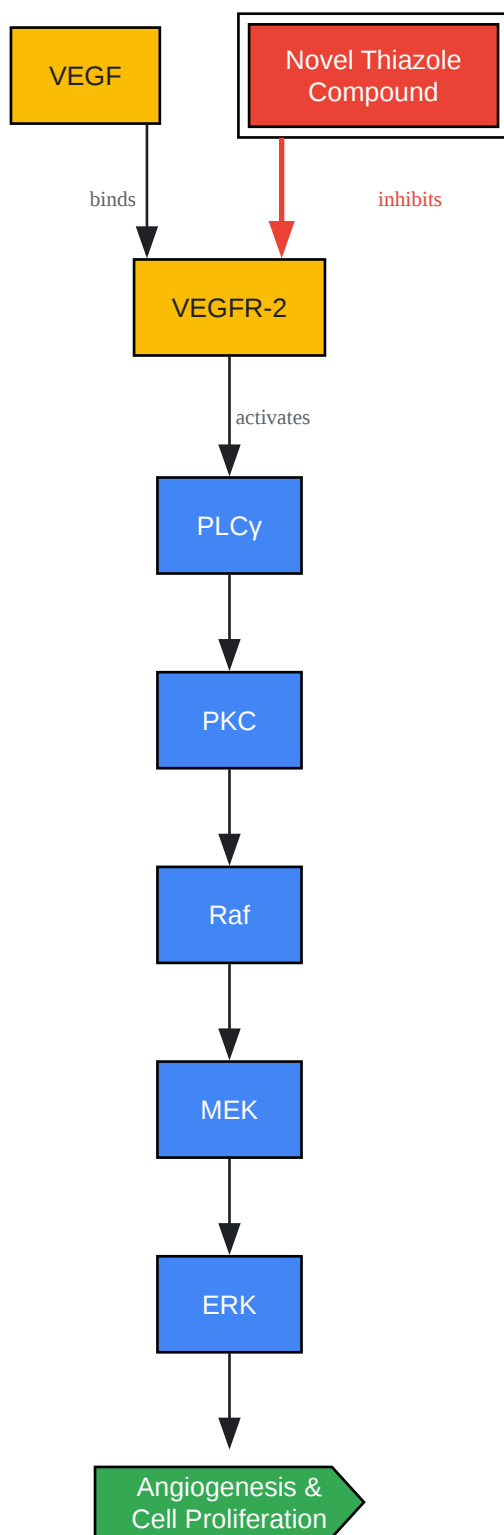 VEGF
Novel Thiazole
Compound
binds
inhibits
VEGFR-2
activates
PLCγ
PKC
Raf
MEK
ERK
Angiogenesis &
Cell Proliferation